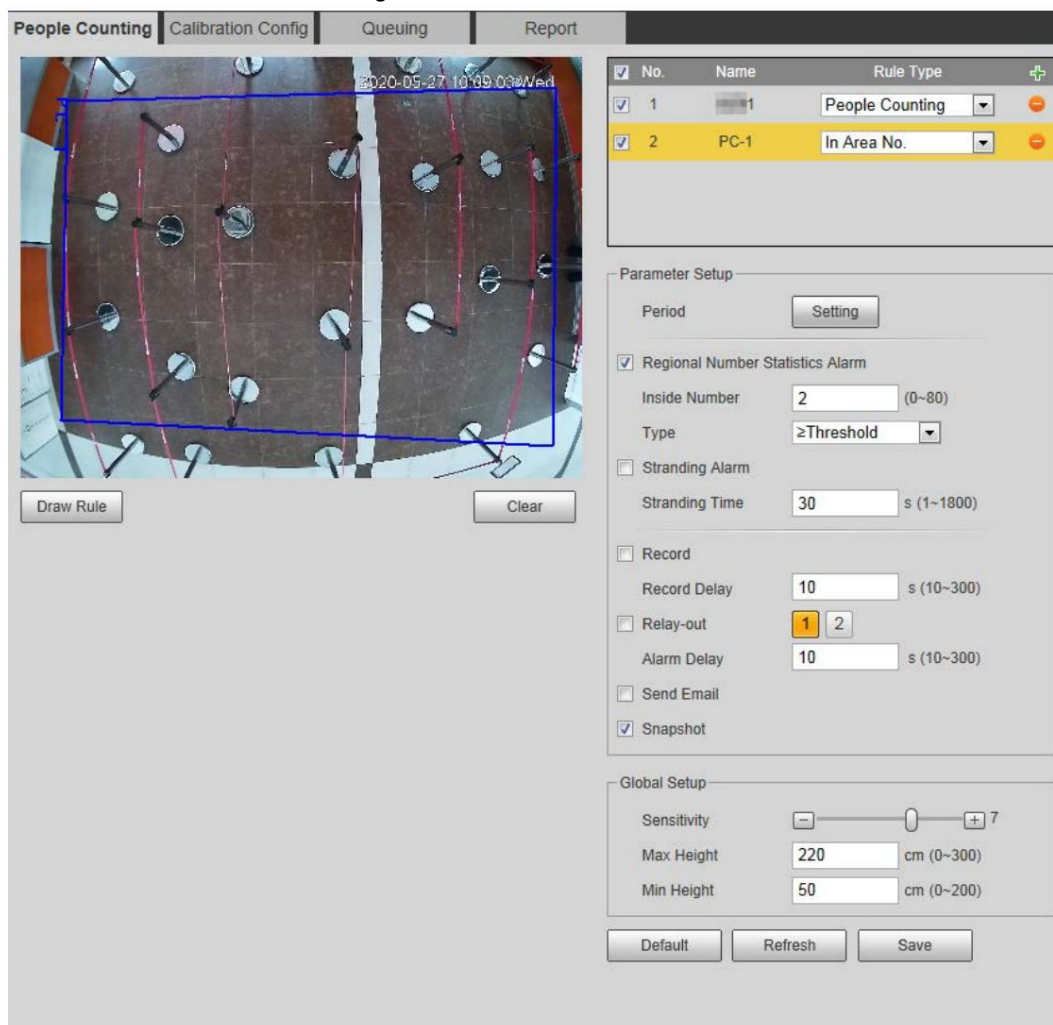 People Counting Calibration Config Queuing Report
2020-05-27 10:09:03 Wed
No. Name Rule Type
1 1 People Counting
2 PC-1 In Area No.
Parameter Setup
Period Setting
Regional Number Statistics Alarm
Inside Number 2 (0~80)
Type ≥Threshold
Stranding Alarm
Stranding Time 30 s (1~1800)
Record
Record Delay 10 s (10~300)
Relay-out 1 2
Alarm Delay 10 s (10~300)
Send Email
Snapshot
Draw Rule Clear
Global Setup
Sensitivity 7
Max Height 220 cm (0~300)
Min Height 50 cm (0~200)
Default Refresh Save